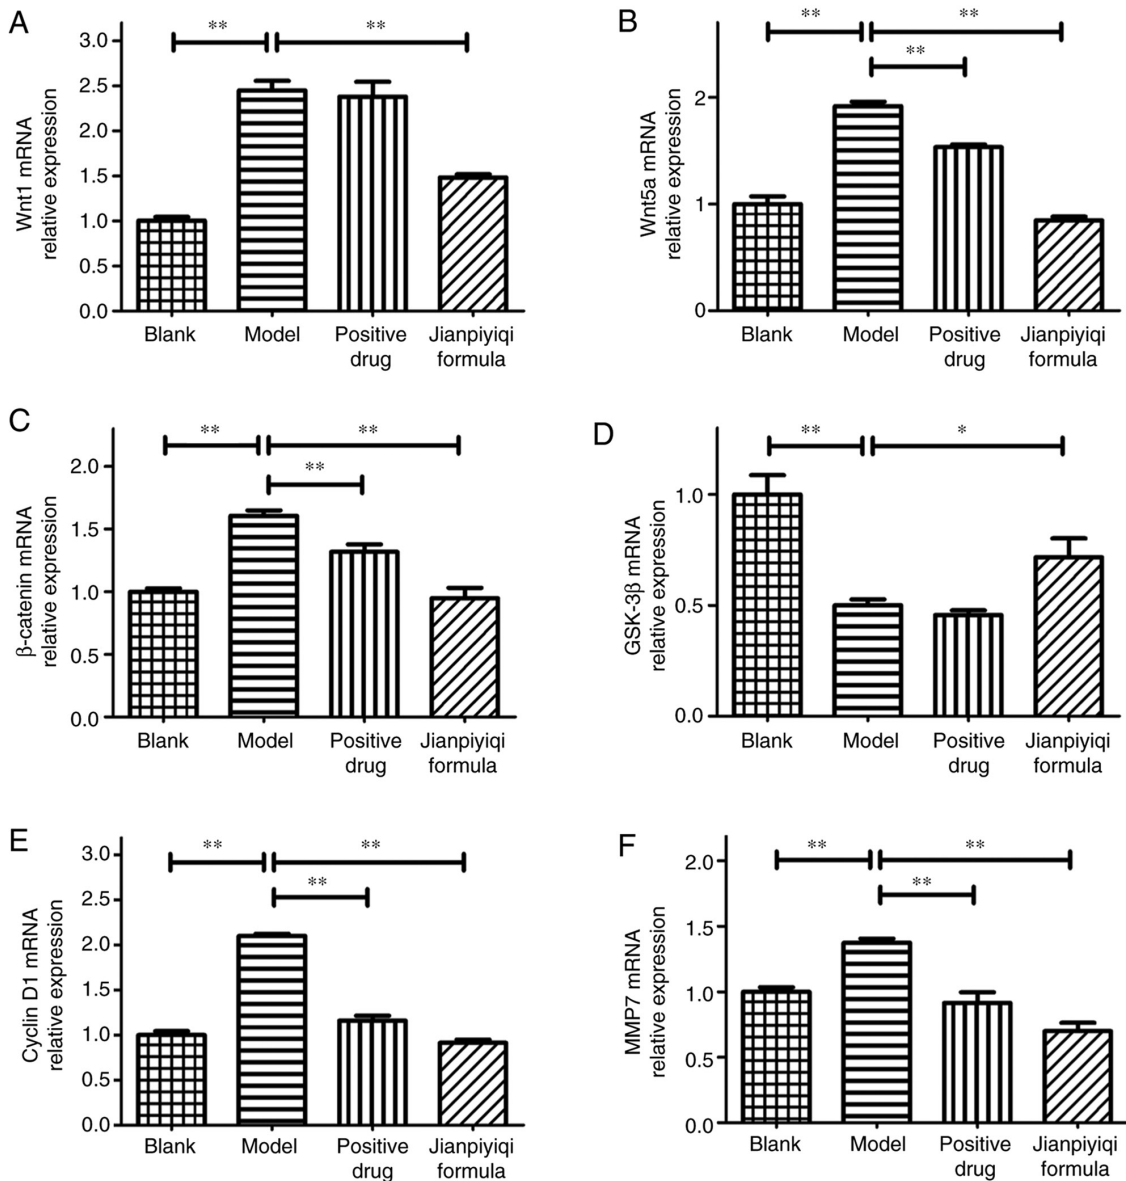 A
Wnt1 mRNA
relative expression
3.0
2.5
2.0
1.5
1.0
0.5
0.0
**
**
Blank
Model
Positive
drug
Jianpiyiqi
formula
B
Wnt5a mRNA
relative expression
2
1
0
**
**
**
Blank
Model
Positive
drug
Jianpiyiqi
formula
C
β-catenin mRNA
relative expression
2.0
1.5
1.0
0.5
0.0
**
**
**
Blank
Model
Positive
drug
Jianpiyiqi
formula
D
GSK-3β mRNA
relative expression
1.0
0.5
0.0
**
*
Blank
Model
Positive
drug
Jianpiyiqi
formula
E
Cyclin D1 mRNA
relative expression
3.0
2.5
2.0
1.5
1.0
0.5
0.0
**
**
**
Blank
Model
Positive
drug
Jianpiyiqi
formula
F
MMP7 mRNA
relative expression
2.0
1.5
1.0
0.5
0.0
**
**
**
Blank
Model
Positive
drug
Jianpiyiqi
formula